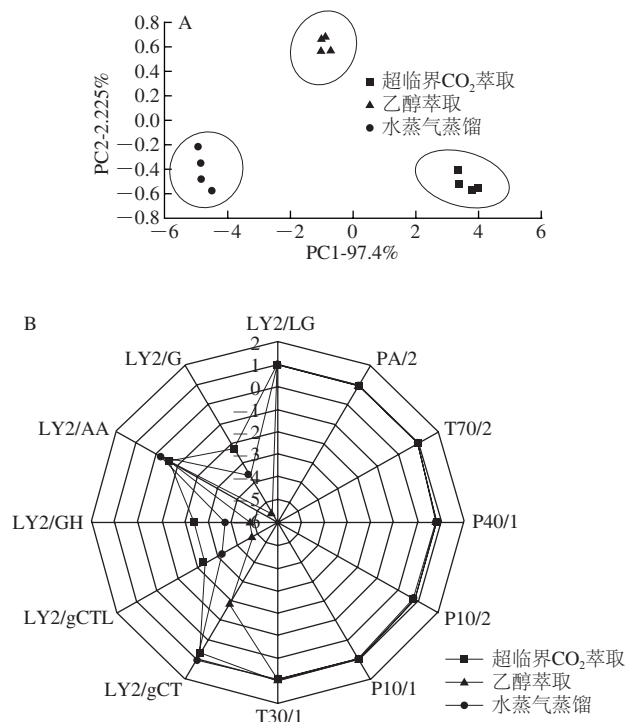 A
0.8
0.6
0.4
0.2
0.0
−0.2
−0.4
−0.6
−0.8
PC2-2.225%
−6
−4
−2
0
2
4
6
PC1-97.4%
超临界CO₂萃取
乙醇萃取
水蒸气蒸馏
B
LY2/LG
LY2/G
PA/2
LY2/AA
T70/2
LY2/GH
P40/1
LY2/gCTL
P10/2
LY2/gCT
P10/1
T30/1
2
1
0
−1
−2
−3
−4
5
6
超临界CO₂萃取
乙醇萃取
水蒸气蒸馏